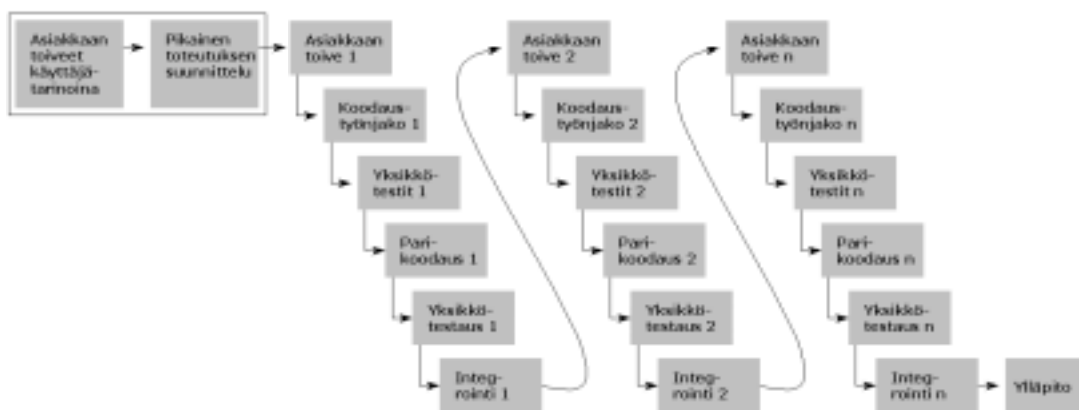 Asiakkaan
toiveet
käyttäjä-
tarinoina
Pikainen
toteutuksen
suunnittelu
Asiakkaan
toive 1
Koodaus-
työnjako 1
Yksikkö-
testit 1
Pari-
koodaus 1
Yksikkö-
testaus 1
Integ-
rointi 1
Asiakkaan
toive 2
Koodaus-
työnjako 2
Yksikkö-
testit 2
Pari-
koodaus 2
Yksikkö-
testaus 2
Integ-
rointi 2
Asiakkaan
toive n
Koodaus-
työnjako n
Yksikkö-
testit n
Pari-
koodaus n
Yksikkö-
testaus n
Integ-
rointi n
Ylläpito